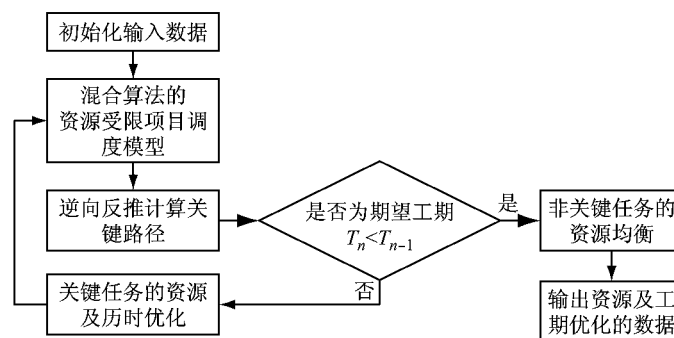 初始化输入数据
混合算法的
资源受限项目调
度模型
逆向反推计算关
键路径
是否为期望工期
Tn<Tn−1
是
否
非关键任务的
资源均衡
关键任务的资源
及历时优化
输出资源及工
期优化的数据